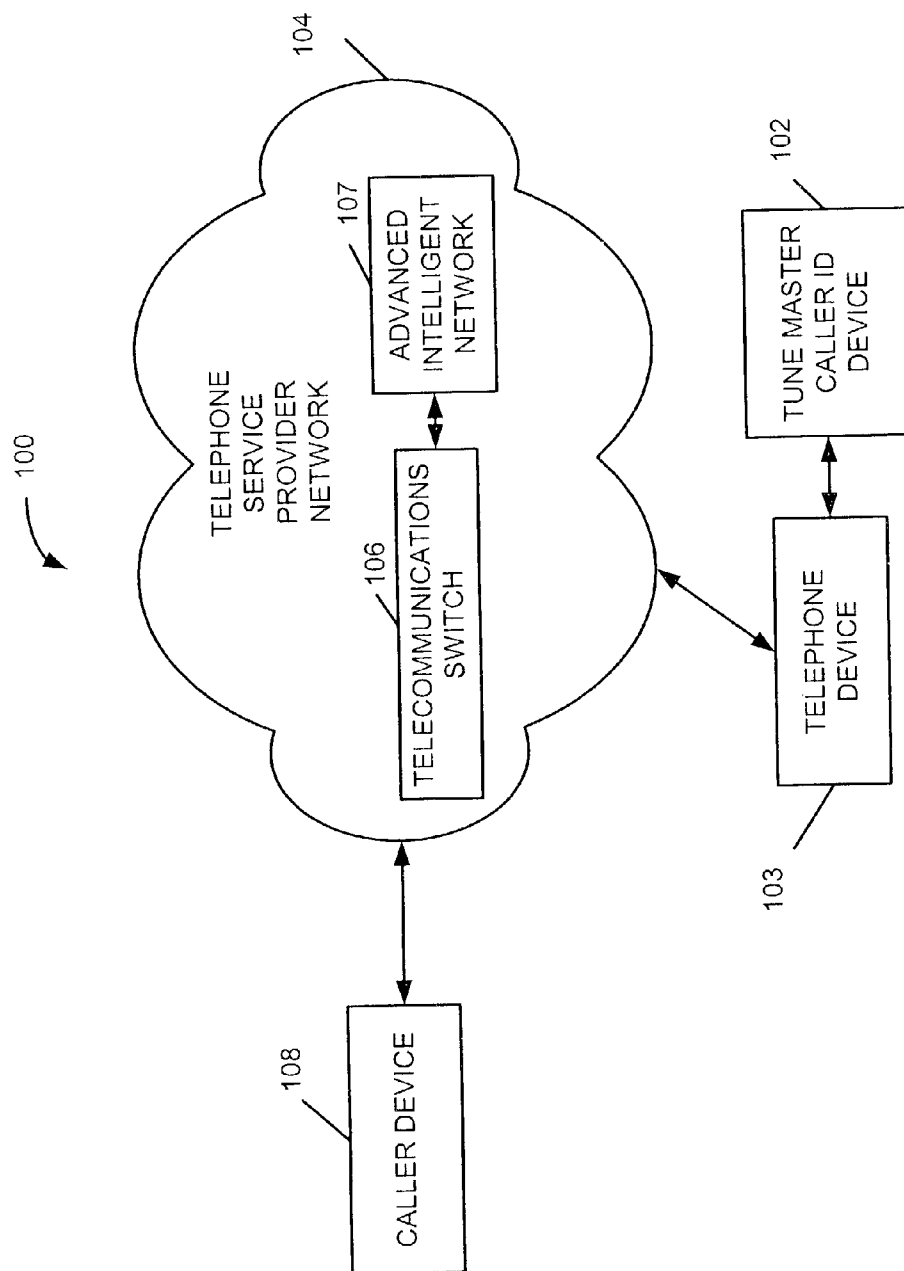 100
104
TELEPHONE
SERVICE
PROVIDER
NETWORK
107
ADVANCED
INTELLIGENT
NETWORK
106
TELECOMMUNICATIONS
SWITCH
108
CALLER DEVICE
102
TUNE MASTER
CALLER ID
DEVICE
TELEPHONE
DEVICE
103